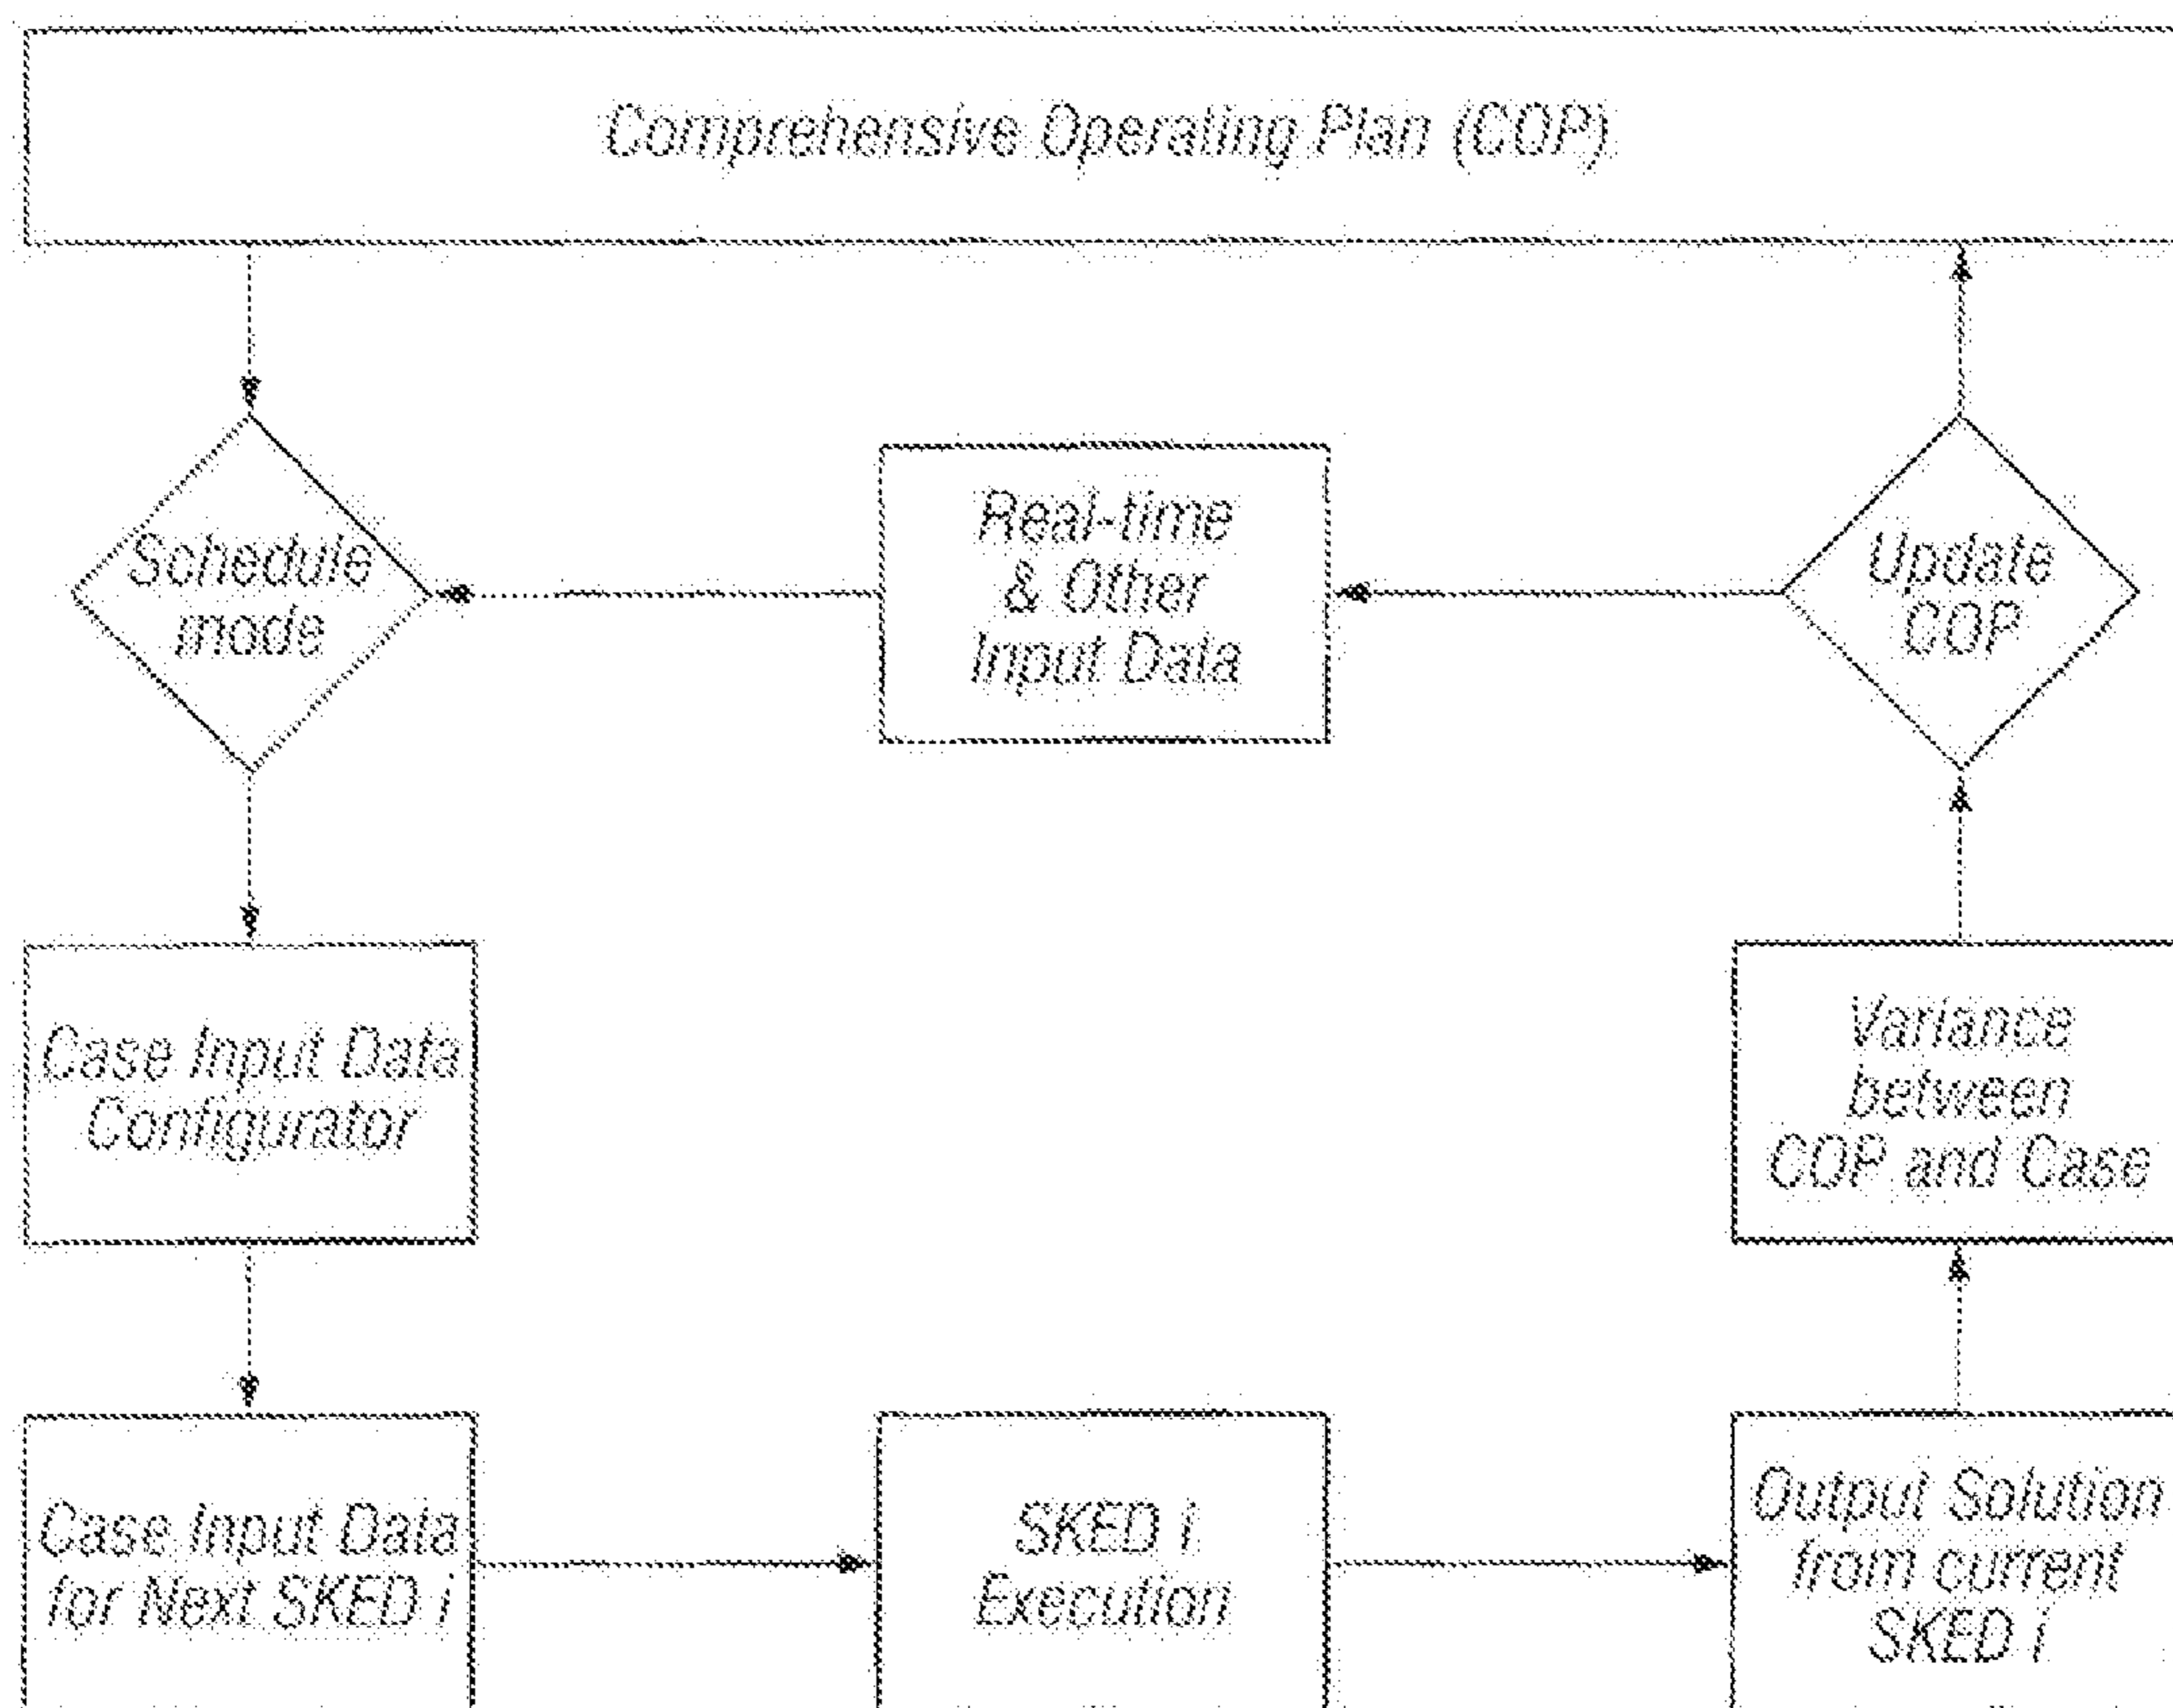 Comprehensive Operating Plan (COP)
Schedule
mode
Real-time
& Other
Input Data
Update
COP
Case Input Data
Configurator
Variance
between
COP and Case
Case Input Data
for Next SKED i
SKED i
Execution
Output Solution
from current
SKED i